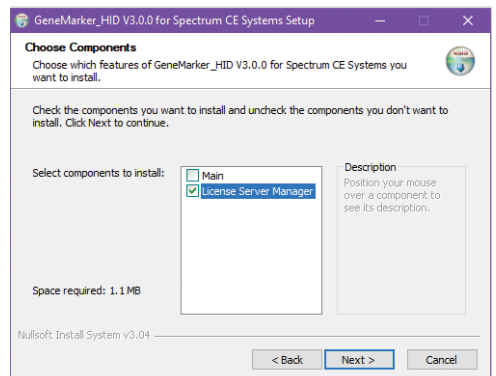 GeneMarker_HID V3.0.0 for Spectrum CE Systems Setup
Choose Components
Choose which features of GeneMarker_HID V3.0.0 for Spectrum CE Systems you
want to install.
Check the components you want to install and uncheck the components you don't want to
install. Click Next to continue.
Select components to install:
Main
License Server Manager
Description
Position your mouse
over a component to
see its description.
Space required: 1.1 MB
Nullsoft Install System v3.04
< Back
Next >
Cancel